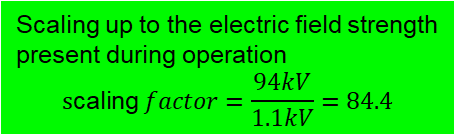 Scaling up to the electric field strength
present during operation
scaling factor = 94kV / 1.1kV = 84.4